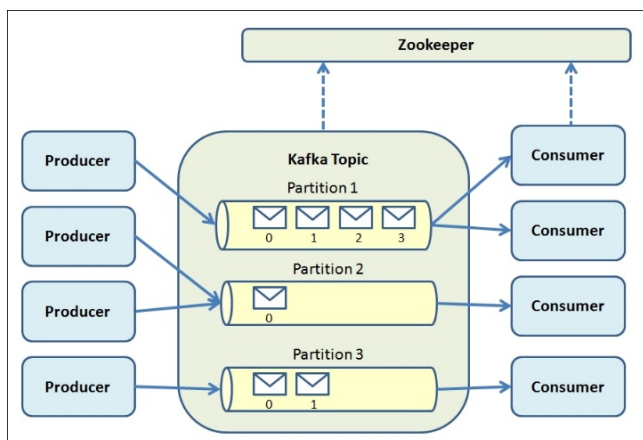 Zookeeper
Producer
Kafka Topic
Consumer
Partition 1
0 1 2 3
Producer
Consumer
Partition 2
0
Producer
Consumer
Partition 3
0 1
Producer
Consumer